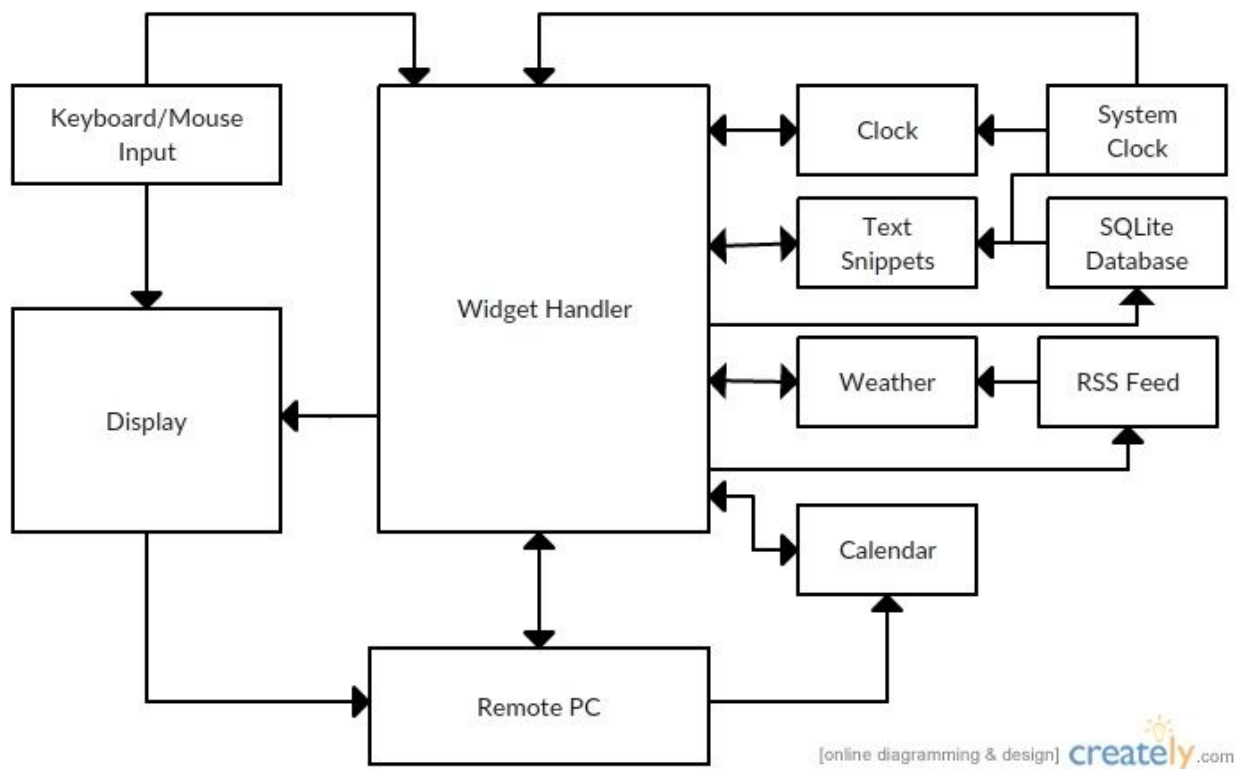 Keyboard/Mouse
Input
Clock
System
Clock
Text
Snippets
SQLite
Database
Widget Handler
Display
Weather
RSS Feed
Calendar
Remote PC
[online diagramming & design] creately.com